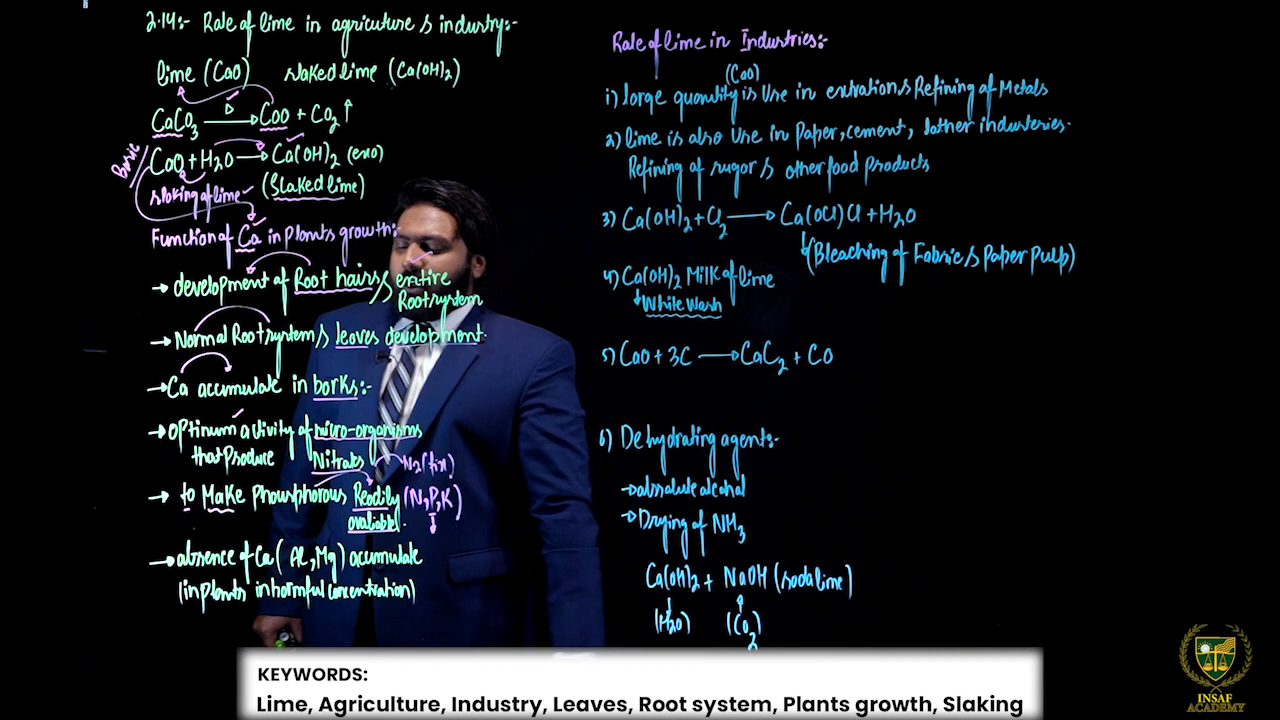 2.14:- Role of lime in agricuture & industry:-
lime (CaO) slaked lime (Ca(OH)2)
CaCO3 → CaO + CO2↑
Basic
CaO + H2O → Ca(OH)2 (exo)
slaking of lime (slaked lime)
Function of Ca in plants growth:
→ development of Root hairs & entire
Root system
→ Normal Root system & leaves development.
→ Ca accumulate in borks:-
→ optimum activity of micro-organisms
that Produce Nitrates N2 (fix)
→ to Make Phousphorous Readily (N,P,K)
avaliable.
→ absence of Ca (Al, Mg) accumulate
(in plants in harmful concentration)
Role of lime in Industries:-
(CaO)
1) large quantity is Use in extration & Refining of Metals
2) lime is also Use in Paper, cement, lather industeries.
Refining of sugar & other food Products
3) Ca(OH)2 + Cl2 → Ca(OCl)Cl + H2O
(Bleaching of Fabric & Paper pulp)
4) Ca(OH)2 Milk of lime
White Wash
5) CaO + 3C → CaC2 + CO
6) Dehydrating agents:-
→ absolute alcohal
→ Drying of NH3
Ca(OH)2 + NaOH (soda lime)
(H2O) (CO2)
KEYWORDS:
Lime, Agriculture, Industry, Leaves, Root system, Plants growth, Slaking
INSAF
ACADEMY